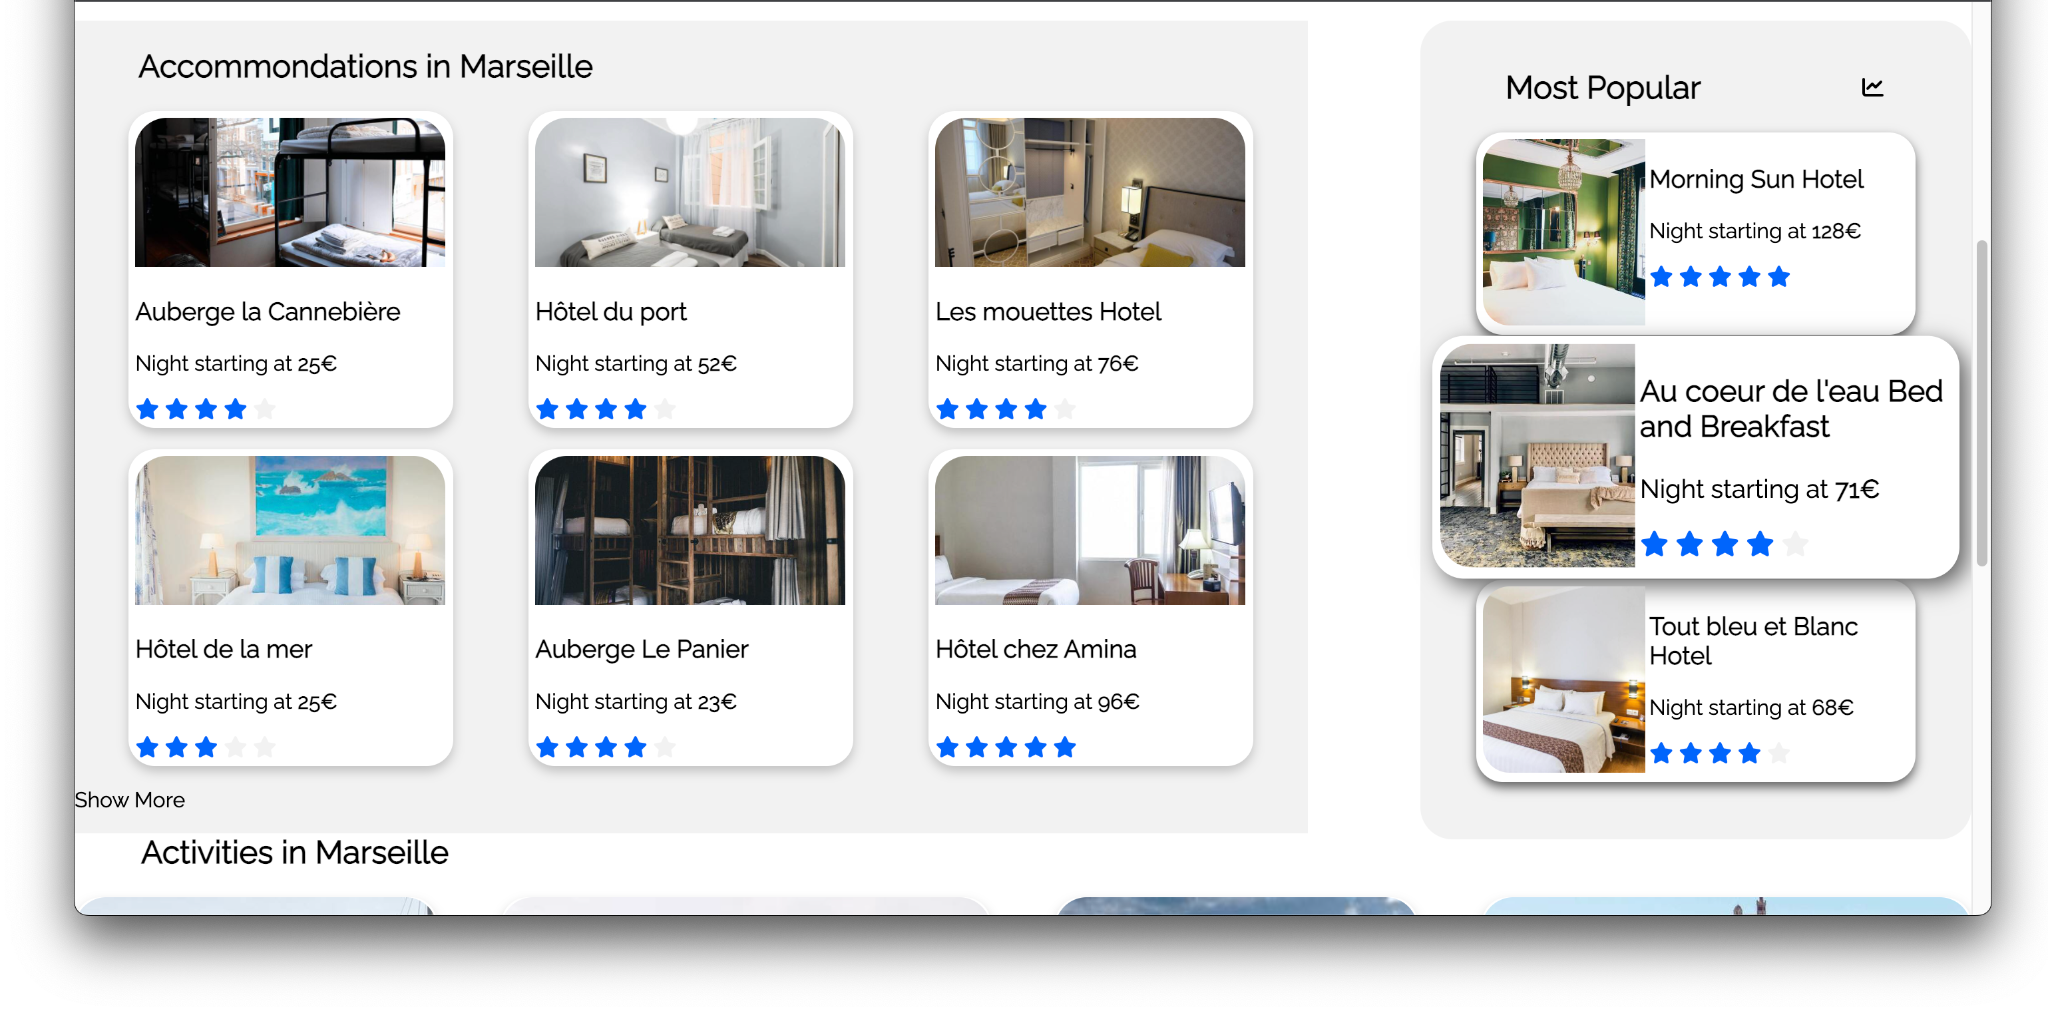 Accommondations in Marseille
Auberge la Cannebière
Night starting at 25€
Hôtel du port
Night starting at 52€
Les mouettes Hotel
Night starting at 76€
Hôtel de la mer
Night starting at 25€
Auberge Le Panier
Night starting at 23€
Hôtel chez Amina
Night starting at 96€
Show More
Most Popular
Morning Sun Hotel
Night starting at 128€
Au coeur de l'eau Bed
and Breakfast
Night starting at 71€
Tout bleu et Blanc
Hotel
Night starting at 68€
Activities in Marseille